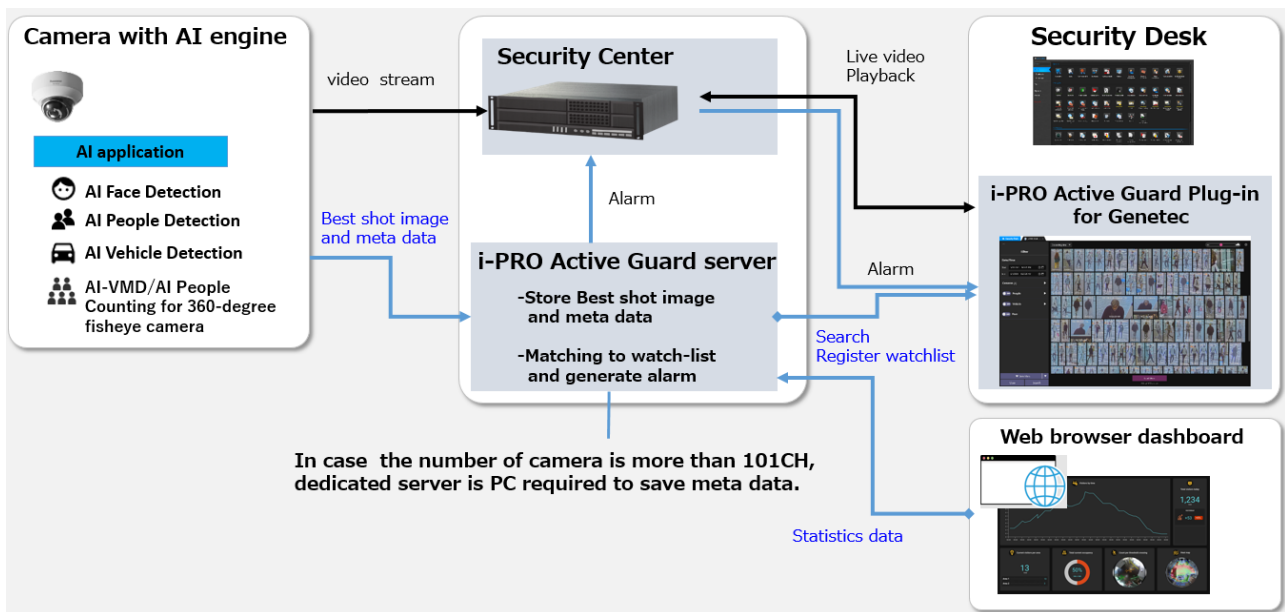 Camera with AI engine
AI application
AI Face Detection
AI People Detection
AI Vehicle Detection
AI-VMD/AI People
Counting for 360-degree
fisheye camera
video stream
Best shot image
and meta data
Security Center
Alarm
i-PRO Active Guard server
-Store Best shot image
and meta data
-Matching to watch-list
and generate alarm
In case the number of camera is more than 101CH,
dedicated server is PC required to save meta data.
Live video
Playback
Alarm
Search
Register watchlist
Statistics data
Security Desk
i-PRO Active Guard Plug-in
for Genetec
Web browser dashboard
1,234
13